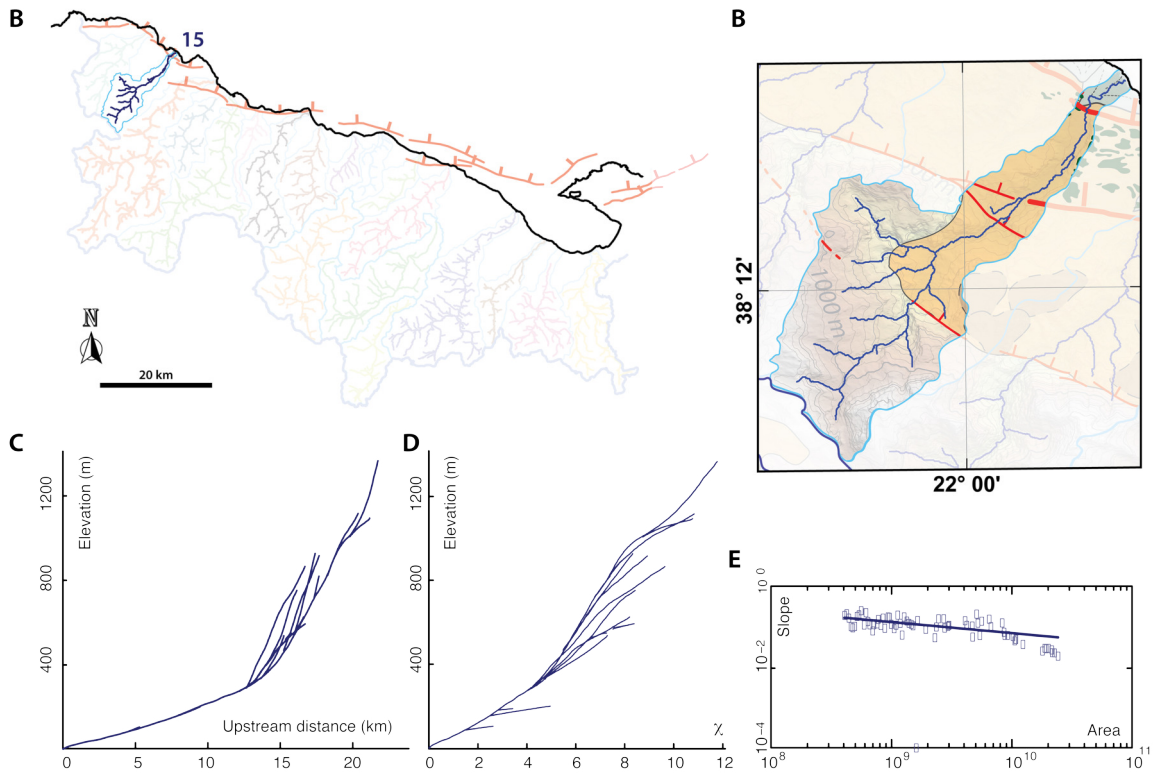 B
15
N
20 km
B
1000 m
38° 12'
22° 00'
C
Elevation (m)
1200
800
400
Upstream distance (km)
0 5 10 15 20
D
Elevation (m)
1200
800
400
χ
0 2 4 6 8 10 12
E
Slope
10 0
10 -2
10 -4
Area
10 8 10 9 10 10 10 11